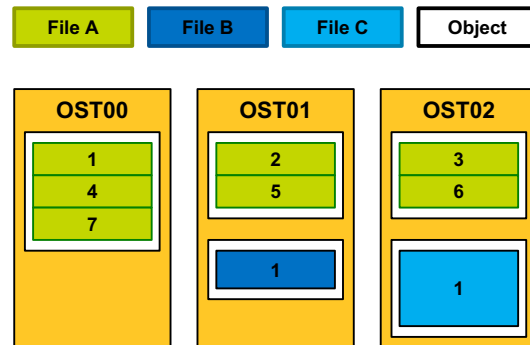 File A
File B
File C
Object
OST00
OST01
OST02
1
4
7
2
5
1
3
6
1